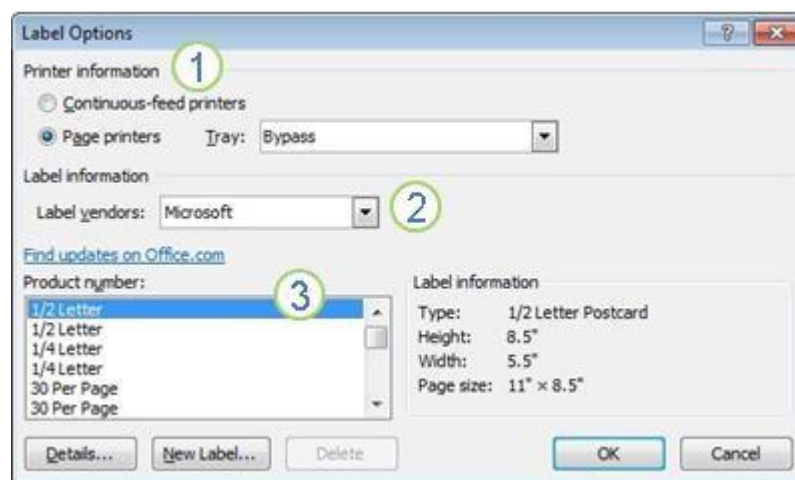 Label Options
Printer information 1
Continuous-feed printers
Page printers Tray: Bypass
Label information
Label vendors: Microsoft 2
Find updates on Office.com
Product number: 3
1/2 Letter
1/2 Letter
1/4 Letter
1/4 Letter
30 Per Page
30 Per Page
Label information
Type: 1/2 Letter Postcard
Height: 8.5"
Width: 5.5"
Page size: 11" × 8.5"
Details... New Label... Delete OK Cancel